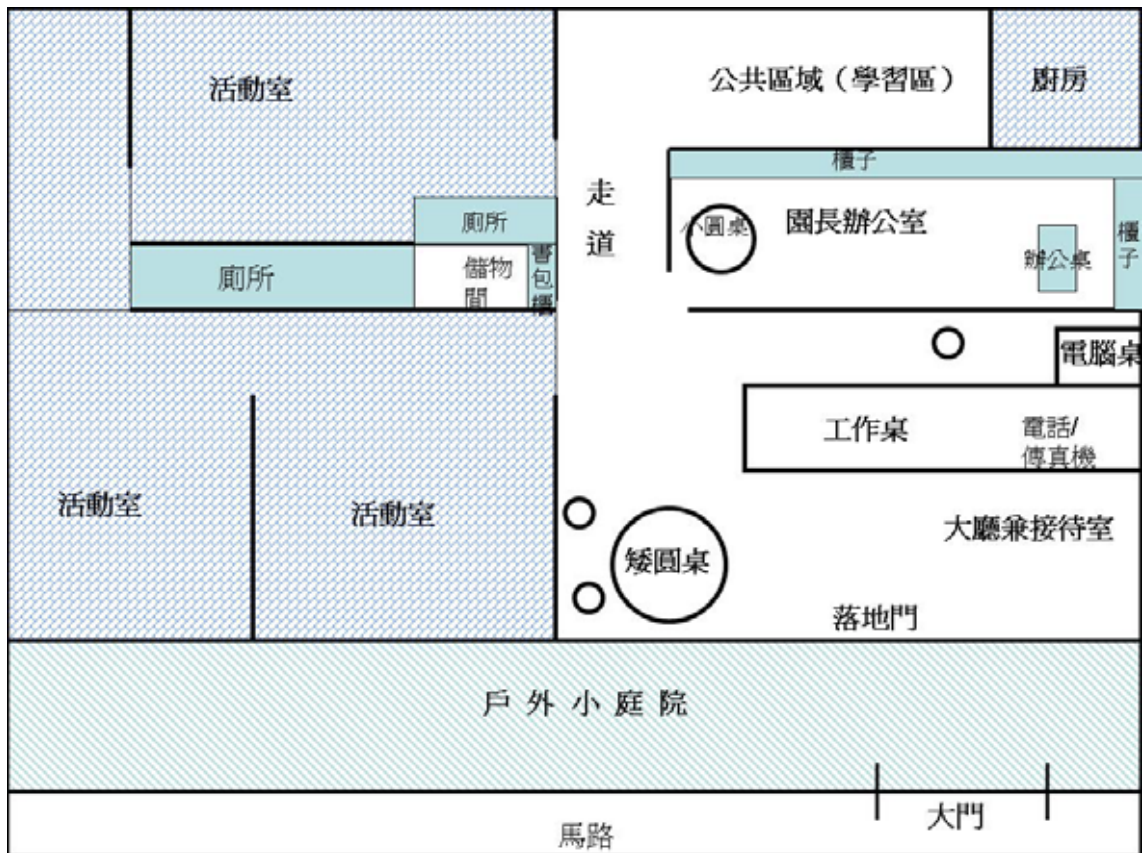 活動室
公共區域（學習區）
廚房
櫃子
走
道
廁所
小圓桌
園長辦公室
櫃
子
辦公桌
書
包
櫃
廁所
儲物
間
電腦桌
工作桌
電話/
傳真機
活動室
活動室
大廳兼接待室
矮圓桌
落地門
戶 外 小 庭 院
大門
馬路